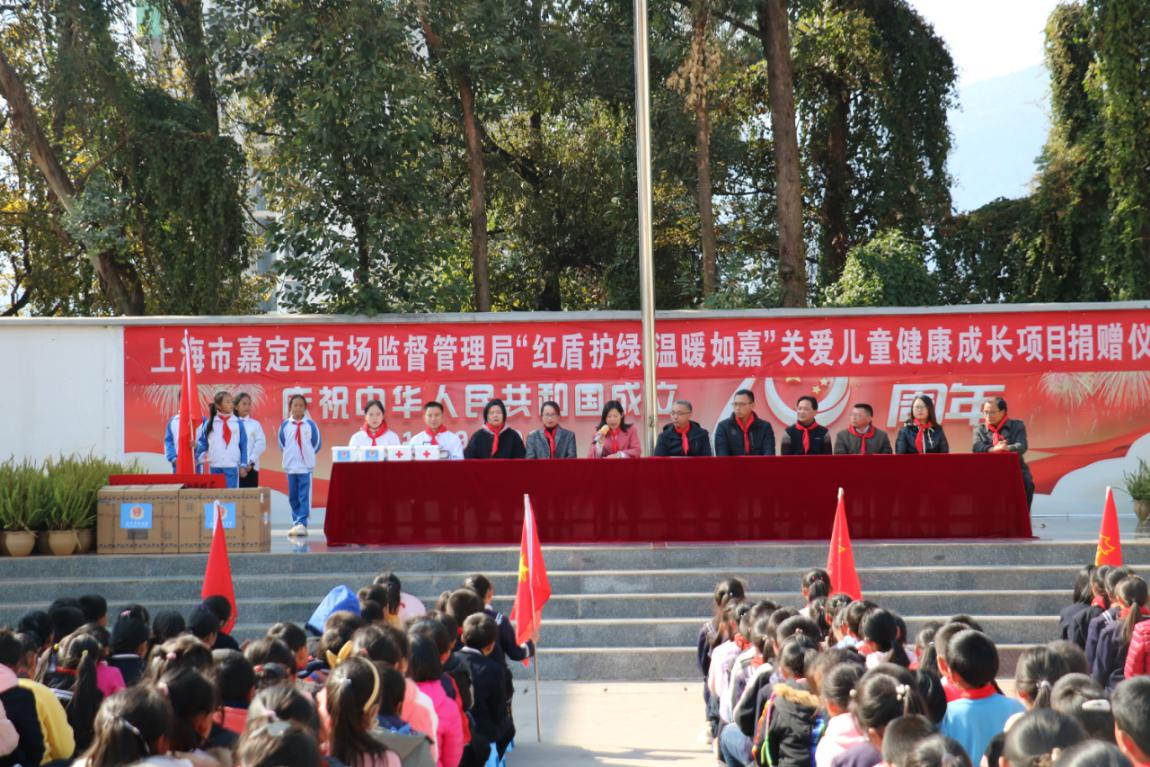 上海市嘉定区市场监督管理局“红盾护绿 温暖如嘉”关爱儿童健康成长项目捐赠仪
庆祝中华人民共和国成立 70 周年